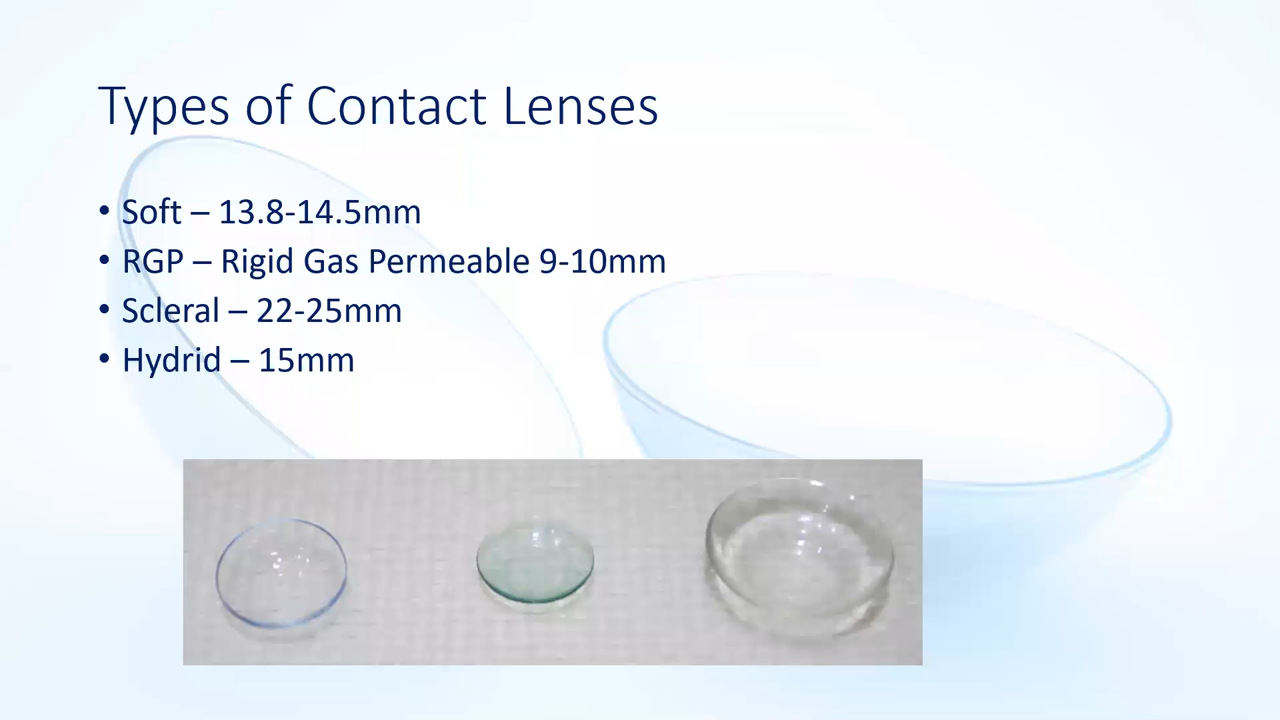 Types of Contact Lenses
• Soft – 13.8-14.5mm
• RGP – Rigid Gas Permeable 9-10mm
• Scleral – 22-25mm
• Hydrid – 15mm